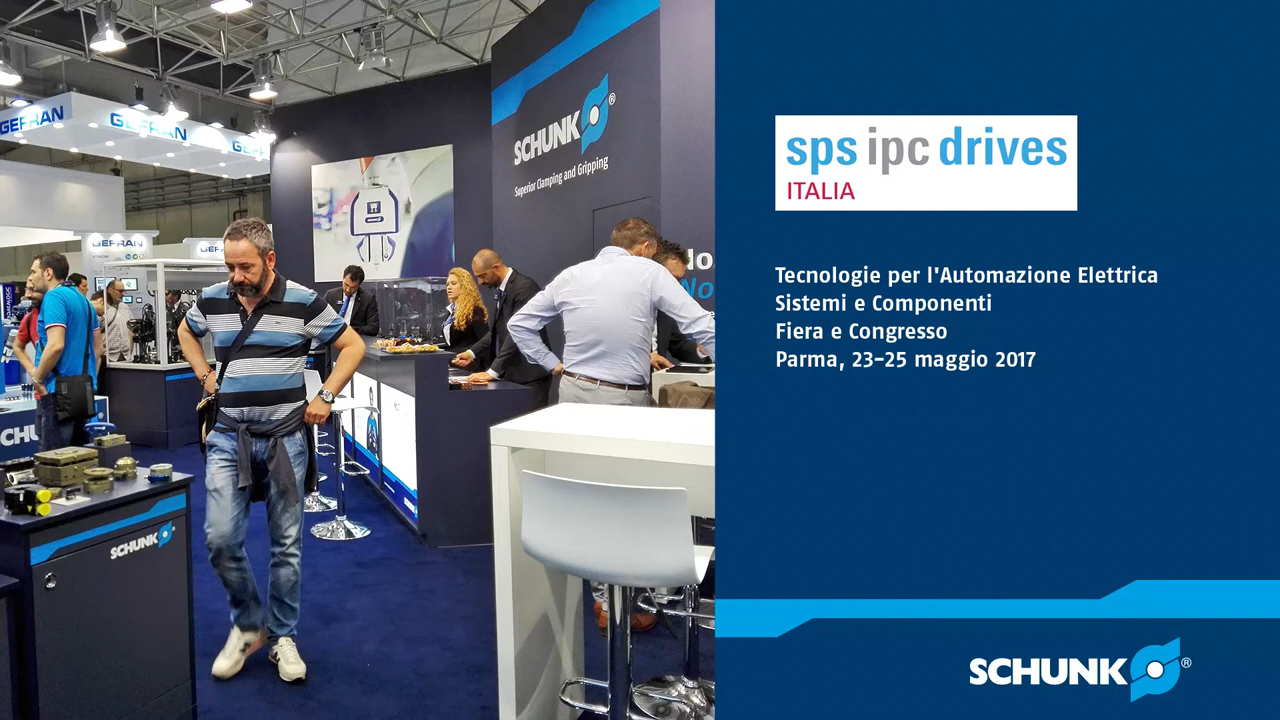 GEFRAN
GEFRAN
GEFRAN
SCHUNK
Superior Clamping and Gripping
GEFRAN
SCHUNK
sps ipc drives
ITALIA
Tecnologie per l'Automazione Elettrica
Sistemi e Componenti
Fiera e Congresso
Parma, 23-25 maggio 2017
SCHUNK